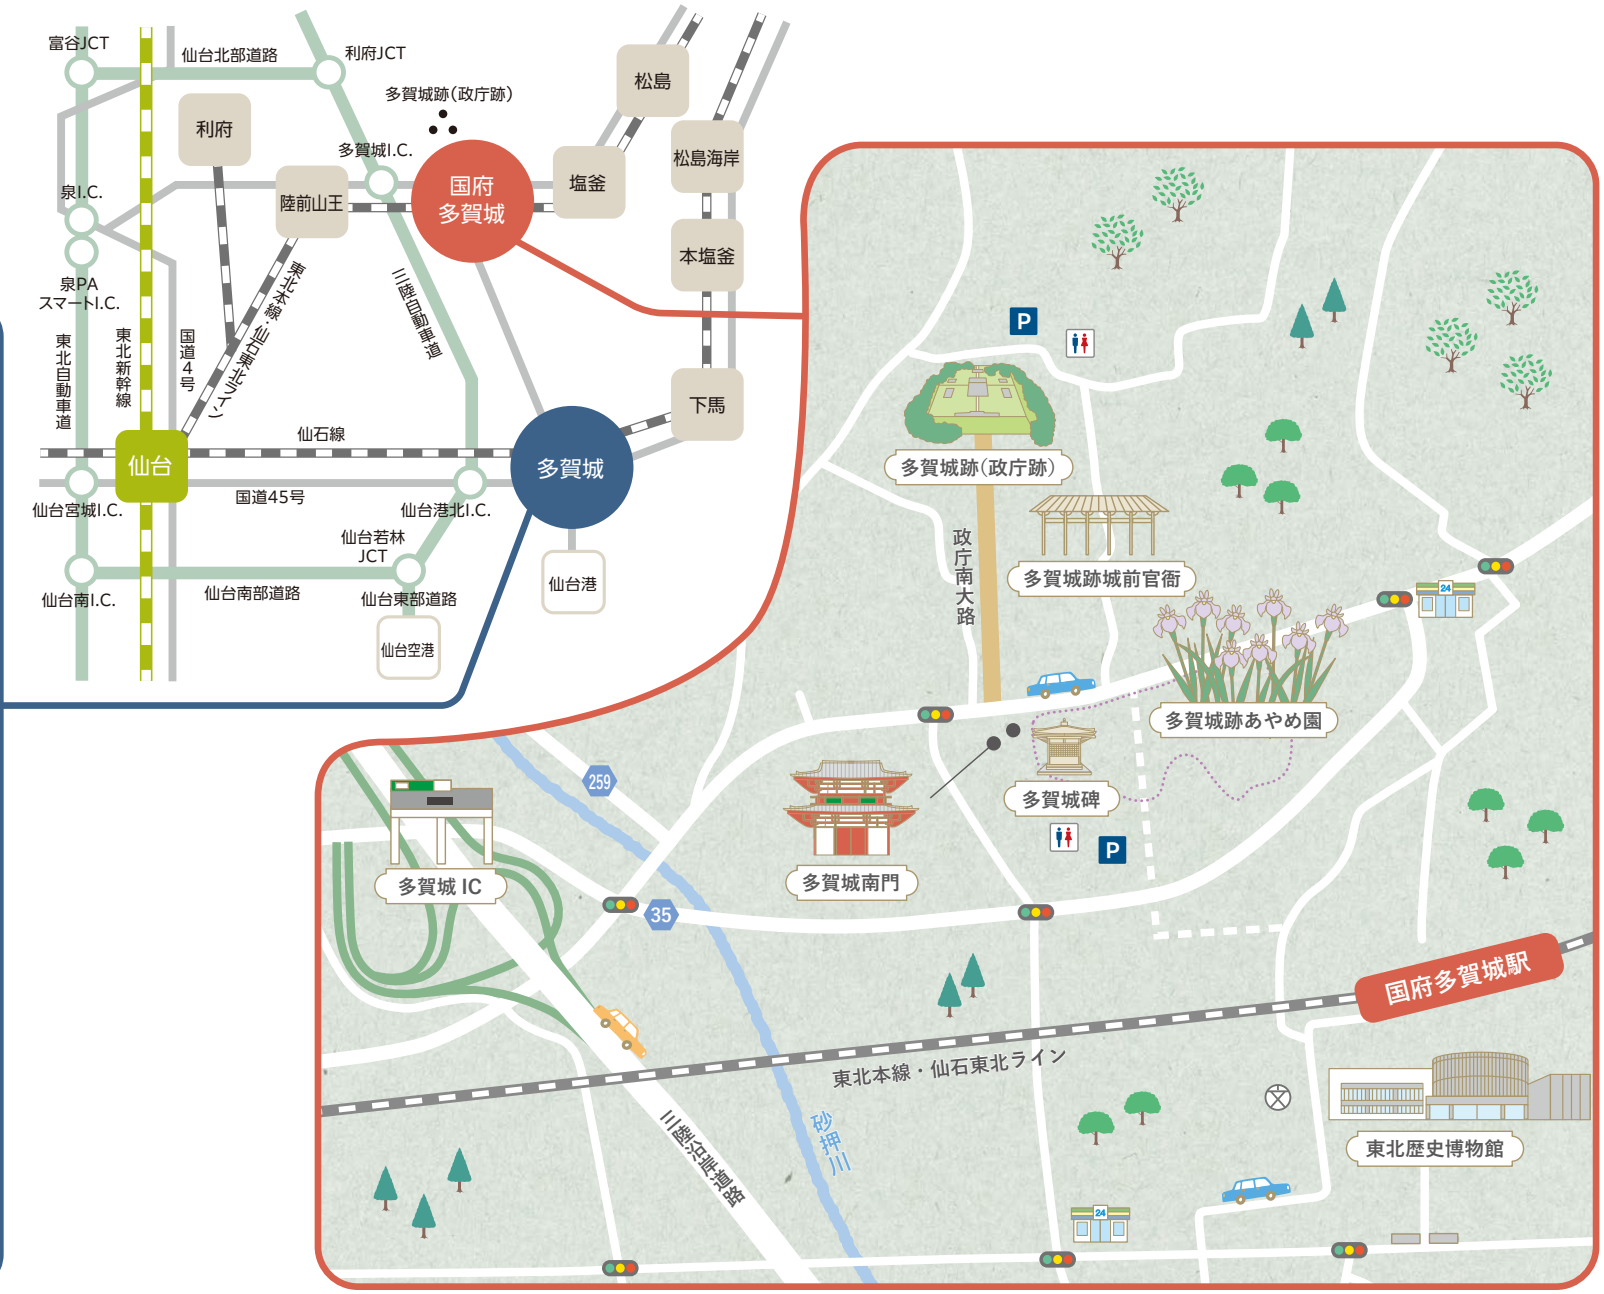 富谷JCT
仙台北部道路
利府JCT
多賀城跡(政庁跡)
松島
利府
多賀城I.C.
国府
多賀城
塩釜
松島海岸
泉I.C.
陸前山王
本塩釜
泉PA
スマートI.C.
東北自動車道
東北新幹線
国道4号
東北本線・仙石東北ライン
三陸自動車道
下馬
仙台
仙石線
多賀城
国道45号
仙台宮城I.C.
仙台港北I.C.
仙台若林
JCT
仙台港
仙台南I.C.
仙台南部道路
仙台東部道路
仙台空港
P
多賀城跡(政庁跡)
政庁南大路
多賀城跡城前官衙
24
多賀城跡あやめ園
259
多賀城碑
P
多賀城 IC
多賀城南門
35
国府多賀城駅
東北本線・仙石東北ライン
三陸沿岸道路
砂押川
東北歴史博物館
24